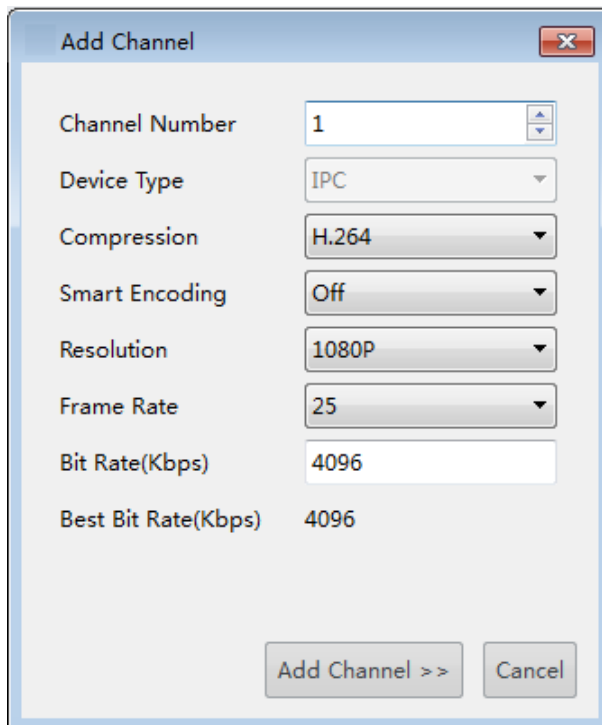 Add Channel
Channel Number 1
Device Type IPC
Compression H.264
Smart Encoding Off
Resolution 1080P
Frame Rate 25
Bit Rate(Kbps) 4096
Best Bit Rate(Kbps) 4096
Add Channel >> Cancel